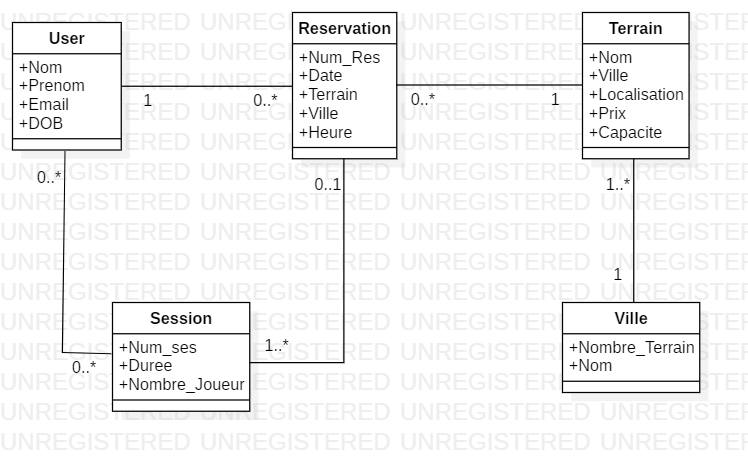 User
+Nom
+Prenom
+Email
+DOB
Reservation
+Num_Res
+Date
+Terrain
+Ville
+Heure
Terrain
+Nom
+Ville
+Localisation
+Prix
+Capacite
1
0..*
0..*
1
0..*
0..1
1..*
1
Session
+Num_ses
+Duree
+Nombre_Joueur
0..*
1..*
Ville
+Nombre_Terrain
+Nom
UNREGISTERED UNREGISTERED UNREGISTERED UNREGISTERED